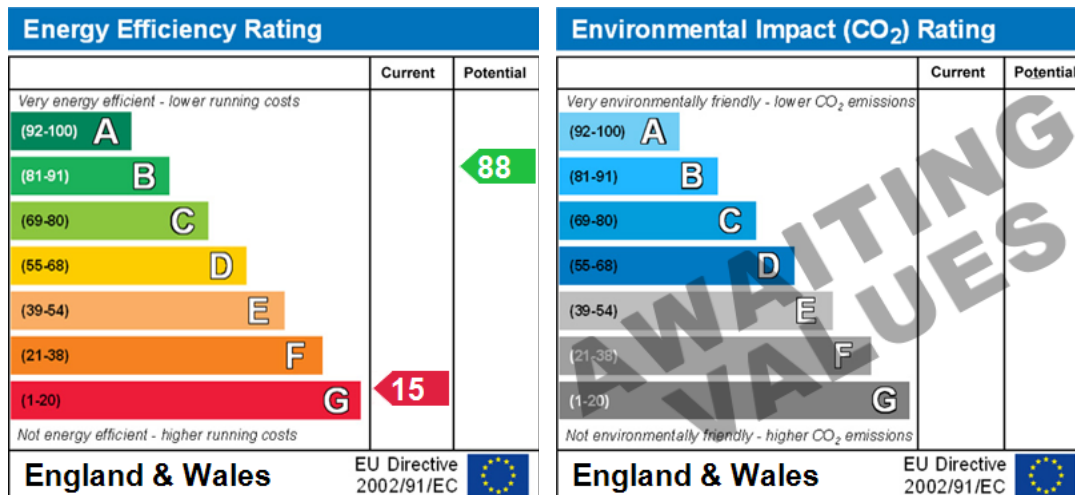 Energy Efficiency Rating
Current Potential
Very energy efficient - lower running costs
(92-100) A
(81-91) B
88
(69-80) C
(55-68) D
(39-54) E
(21-38) F
(1-20) G
15
Not energy efficient - higher running costs
England & Wales
EU Directive
2002/91/EC
Environmental Impact (CO₂) Rating
Current Potential
Very environmentally friendly - lower CO₂ emissions
(92-100) A
(81-91) B
(69-80) C
(55-68) D
(39-54) E
(21-38) F
(1-20) G
AWAITING
VALUES
Not environmentally friendly - higher CO₂ emissions
England & Wales
EU Directive
2002/91/EC